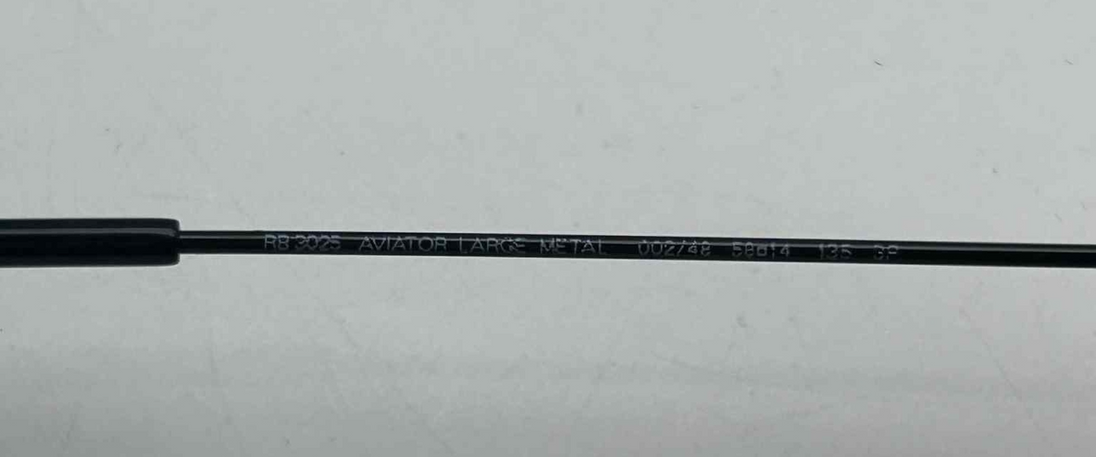 RB 3025 AVIATOR LARGE METAL 002/48 58□14 135 3P